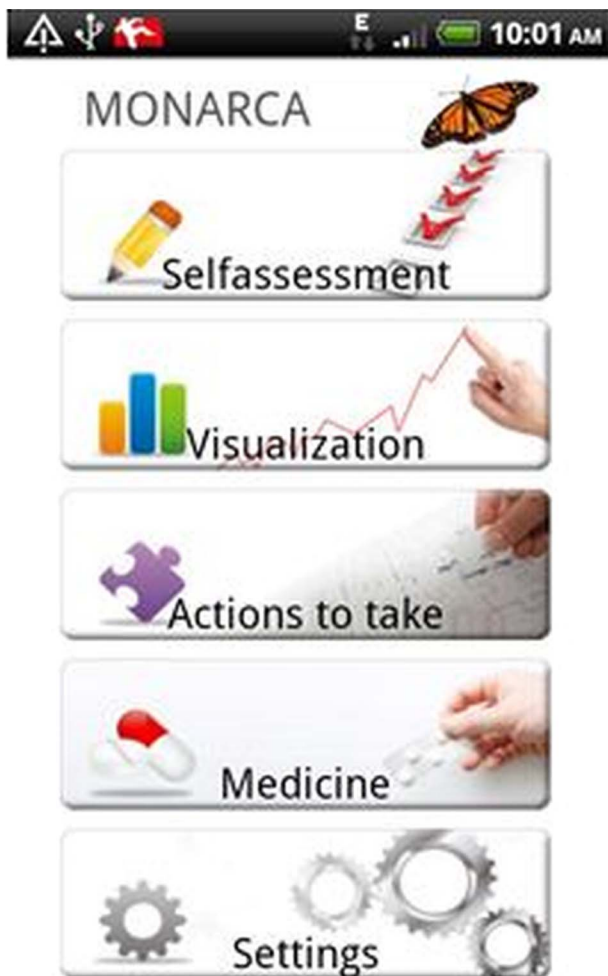 E
10:01 AM
MONARCA
Selfassessment
Visualization
Actions to take
Medicine
Settings